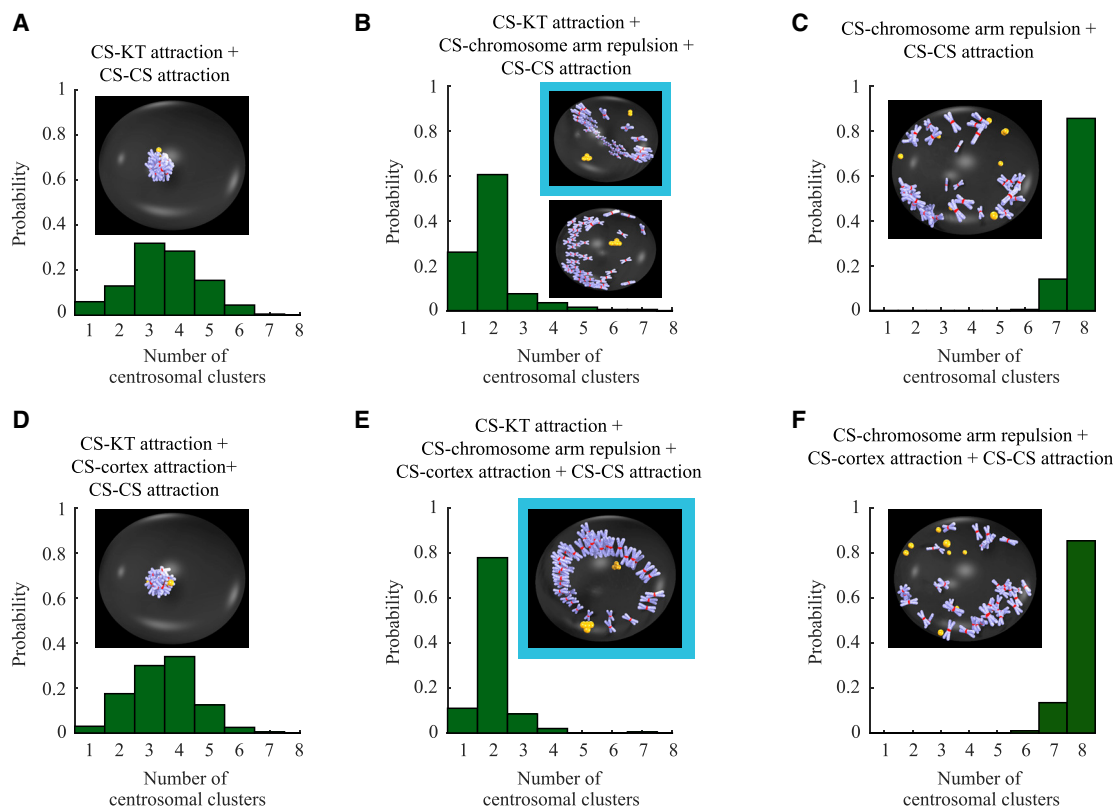 A
CS-KT attraction +
CS-CS attraction
1
0.8
0.6
0.4
0.2
0
Probability
1 2 3 4 5 6 7 8
Number of
centrosomal clusters
B
CS-KT attraction +
CS-chromosome arm repulsion +
CS-CS attraction
1
0.8
0.6
0.4
0.2
0
Probability
1 2 3 4 5 6 7 8
Number of
centrosomal clusters
C
CS-chromosome arm repulsion +
CS-CS attraction
1
0.8
0.6
0.4
0.2
0
Probability
1 2 3 4 5 6 7 8
Number of
centrosomal clusters
D
CS-KT attraction +
CS-cortex attraction+
CS-CS attraction
1
0.8
0.6
0.4
0.2
0
Probability
1 2 3 4 5 6 7 8
Number of
centrosomal clusters
E
CS-KT attraction +
CS-chromosome arm repulsion +
CS-cortex attraction + CS-CS attraction
1
0.8
0.6
0.4
0.2
0
Probability
1 2 3 4 5 6 7 8
Number of
centrosomal clusters
F
CS-chromosome arm repulsion +
CS-cortex attraction + CS-CS attraction
1
0.8
0.6
0.4
0.2
0
Probability
1 2 3 4 5 6 7 8
Number of
centrosomal clusters